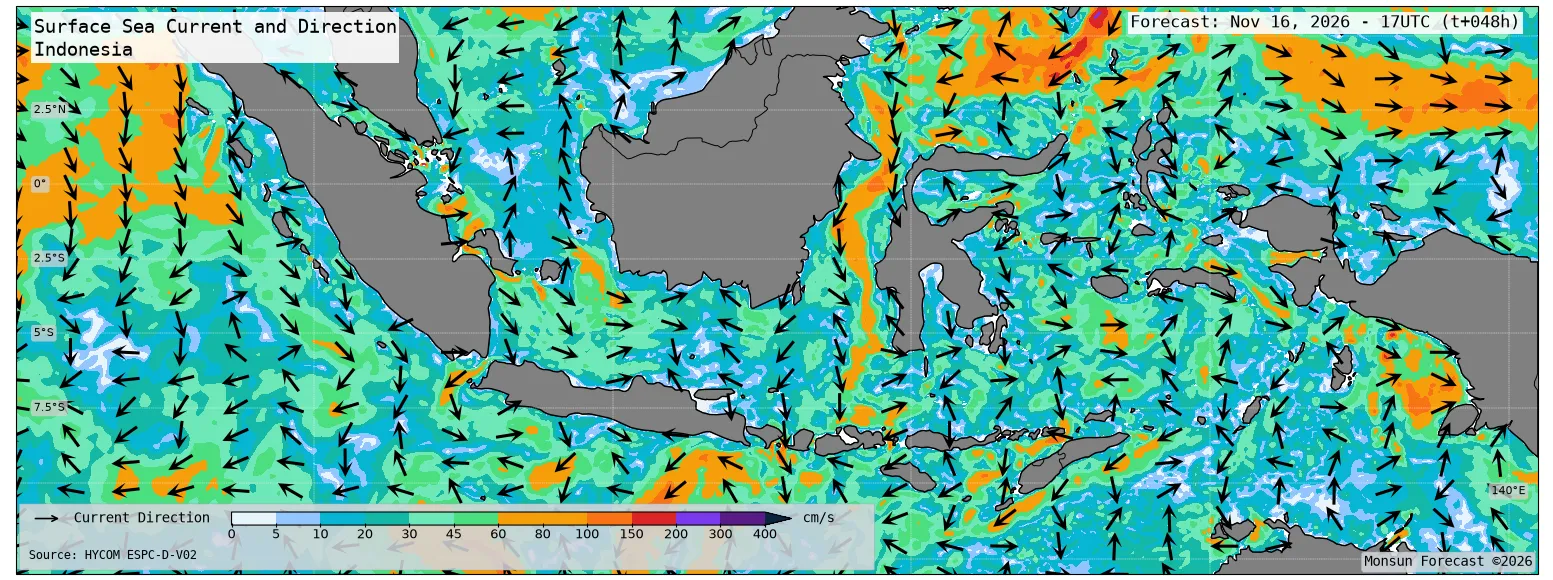 Surface Sea Current and Direction
Indonesia
Forecast: Nov 16, 2026 - 17UTC (t+048h)
2.5°N
0°
2.5°S
5°S
7.5°S
140°E
Current Direction
0 5 10 20 30 45 60 80 100 150 200 300 400 cm/s
Source: HYCOM ESPC-D-V02
Monsun Forecast ©2026